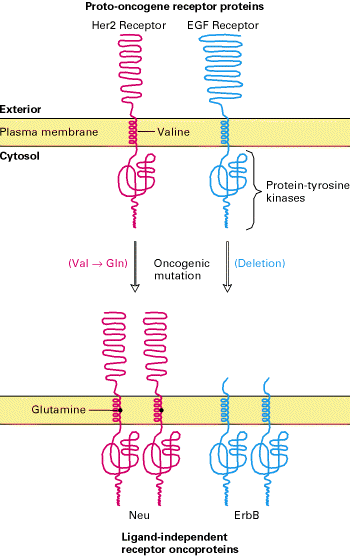 Proto-oncogene receptor proteins
Her2 Receptor EGF Receptor
Exterior
Plasma membrane Valine
Cytosol
Protein-tyrosine
kinases
(Val → Gln) Oncogenic
mutation (Deletion)
Glutamine
Neu ErbB
Ligand-independent
receptor oncoproteins